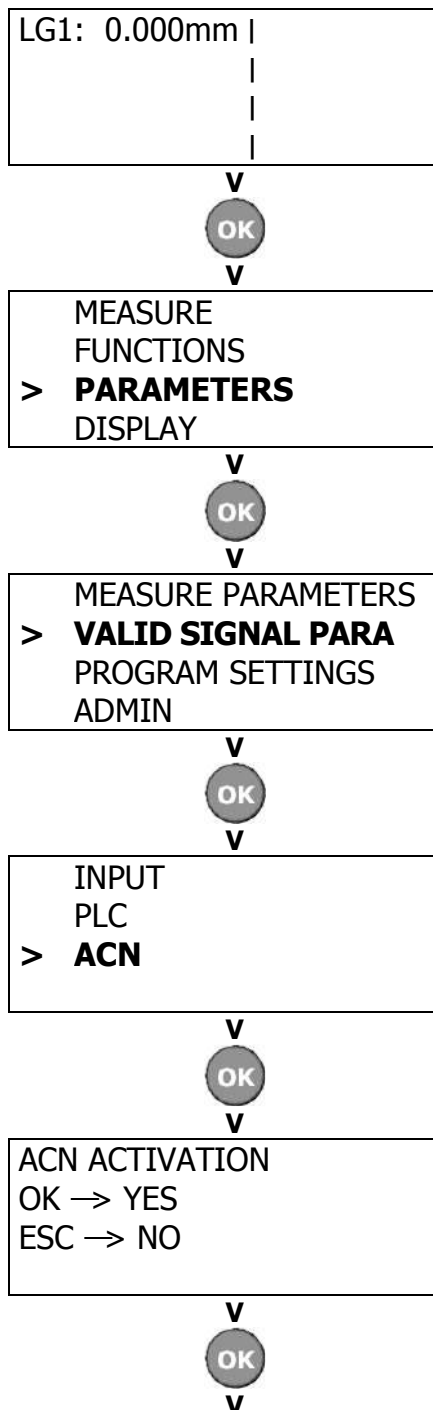 LG1: 0.000mm |
|
|
|
v
OK
v
MEASURE
FUNCTIONS
> PARAMETERS
DISPLAY
v
OK
v
MEASURE PARAMETERS
> VALID SIGNAL PARA
PROGRAM SETTINGS
ADMIN
v
OK
v
INPUT
PLC
> ACN
v
OK
v
ACN ACTIVATION
OK —> YES
ESC —> NO
v
OK
v